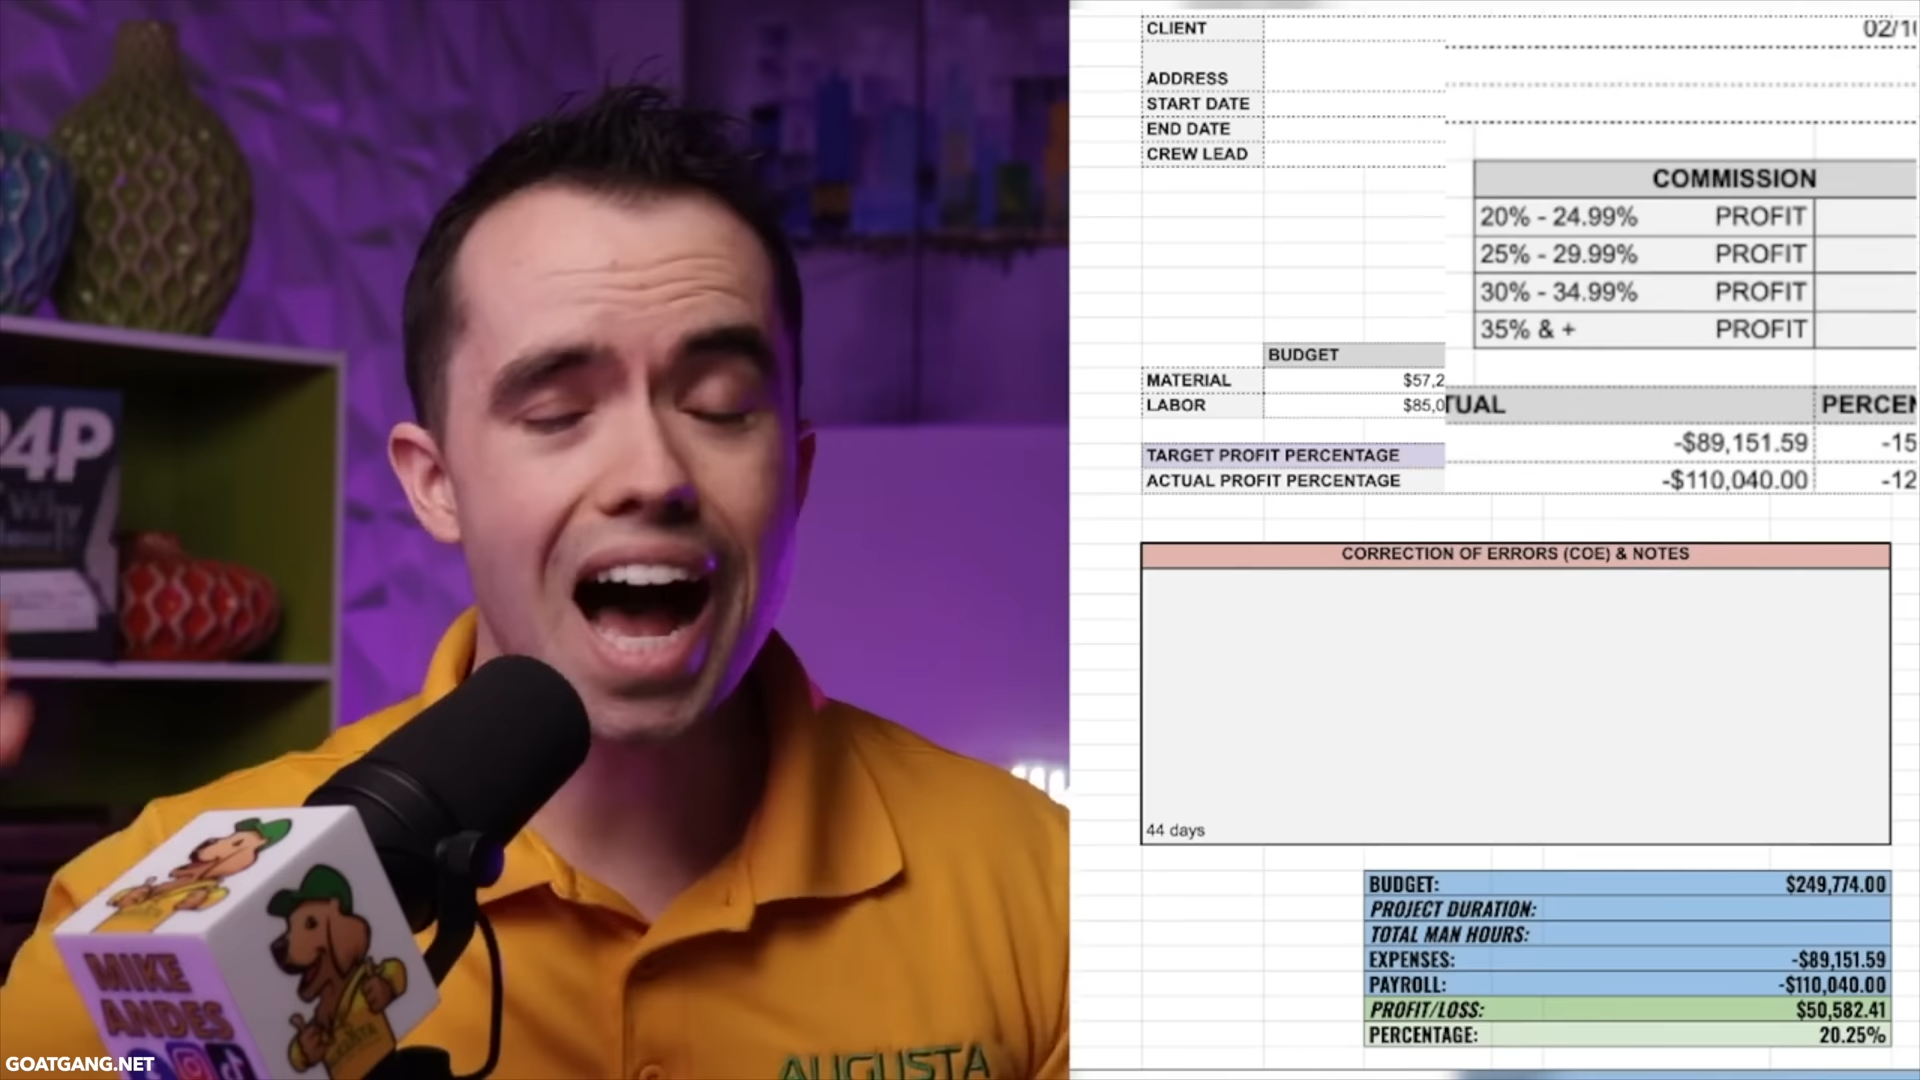 CLIENT
02/1
ADDRESS
START DATE
END DATE
CREW LEAD
COMMISSION
20% - 24.99% PROFIT
25% - 29.99% PROFIT
30% - 34.99% PROFIT
35% & + PROFIT
BUDGET
MATERIAL $57,2
LABOR $85,0
TUAL PERCEN
-$89,151.59 -15
-$110,040.00 -12
TARGET PROFIT PERCENTAGE
ACTUAL PROFIT PERCENTAGE
CORRECTION OF ERRORS (COE) & NOTES
44 days
BUDGET: $249,774.00
PROJECT DURATION:
TOTAL MAN HOURS:
EXPENSES: -$89,151.59
PAYROLL: -$110,040.00
PROFIT/LOSS: $50,582.41
PERCENTAGE: 20.25%
P4P
Why
MIKE
ANDES
AUGUSTA
GOATGANG.NET